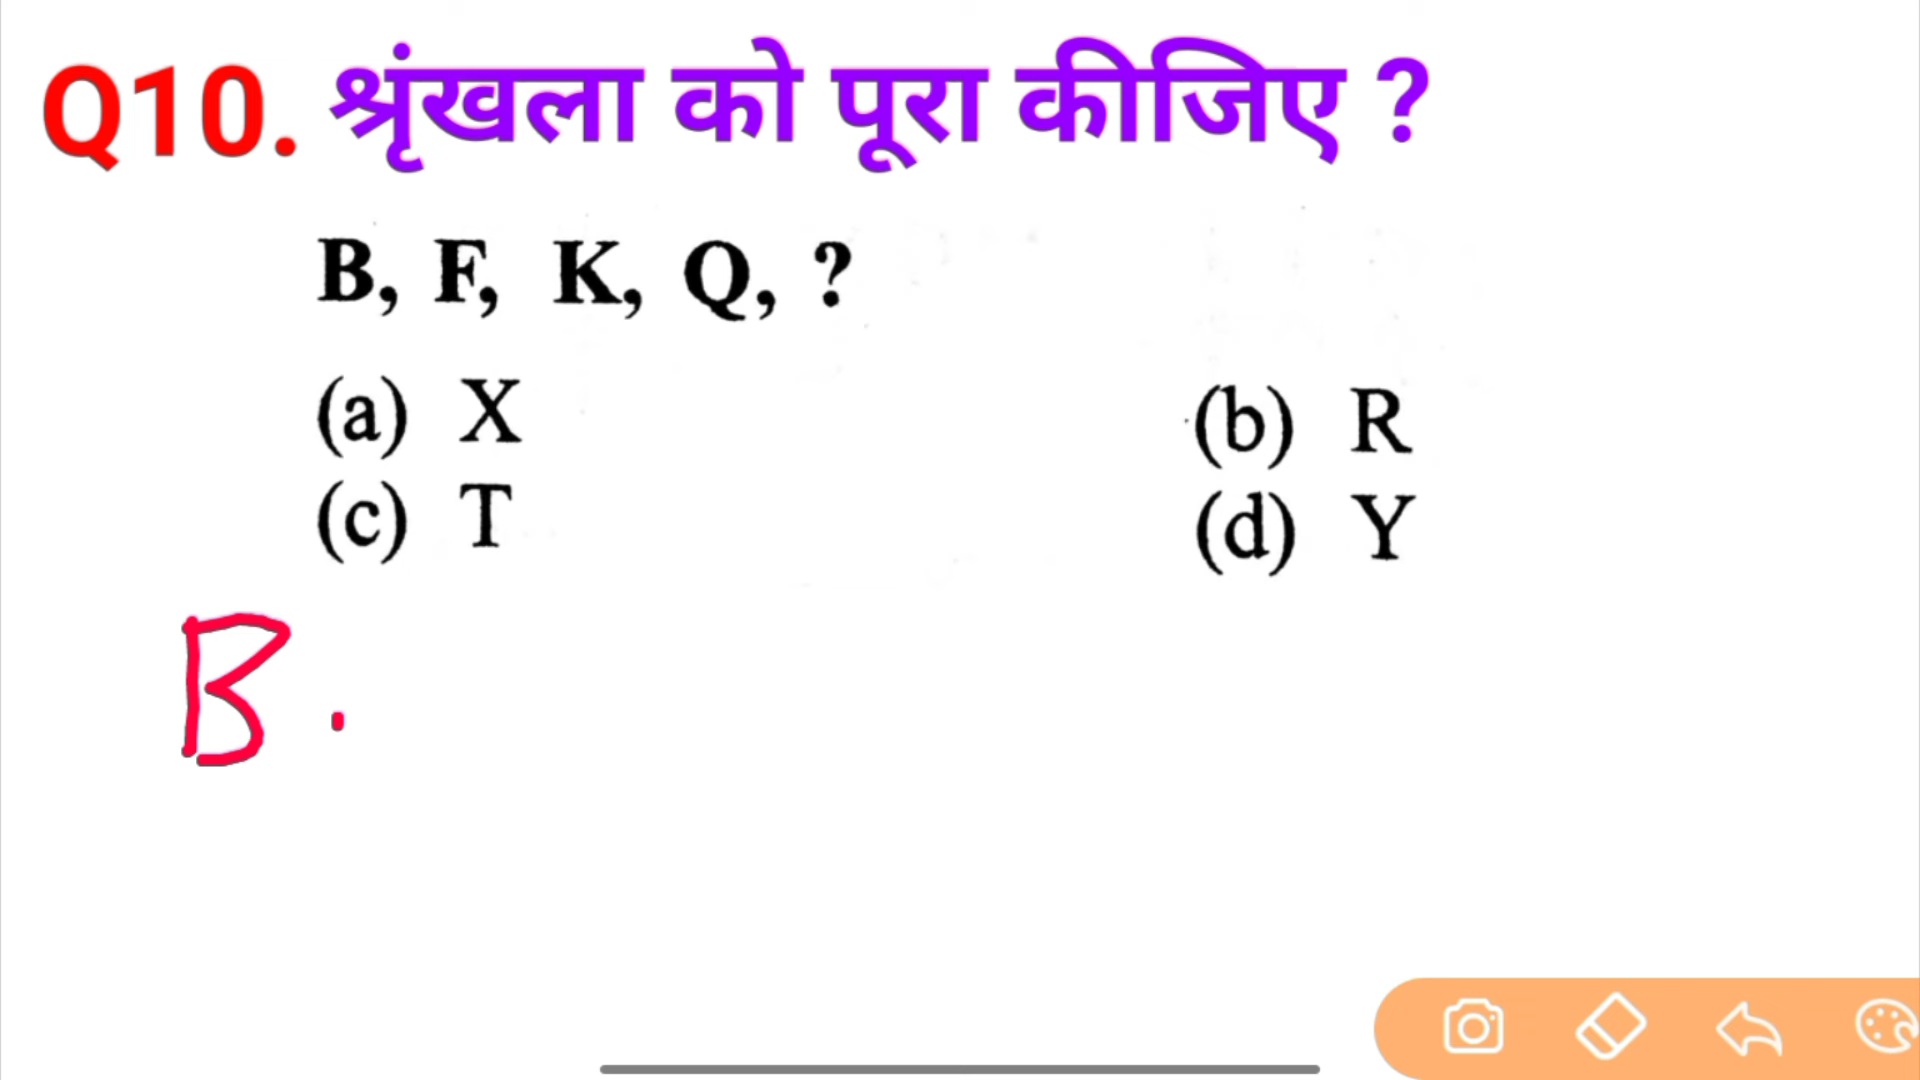 Q10. श्रृंखला को पूरा कीजिए ?
B, F, K, Q, ?
(a) X (b) R
(c) T (d) Y
B .